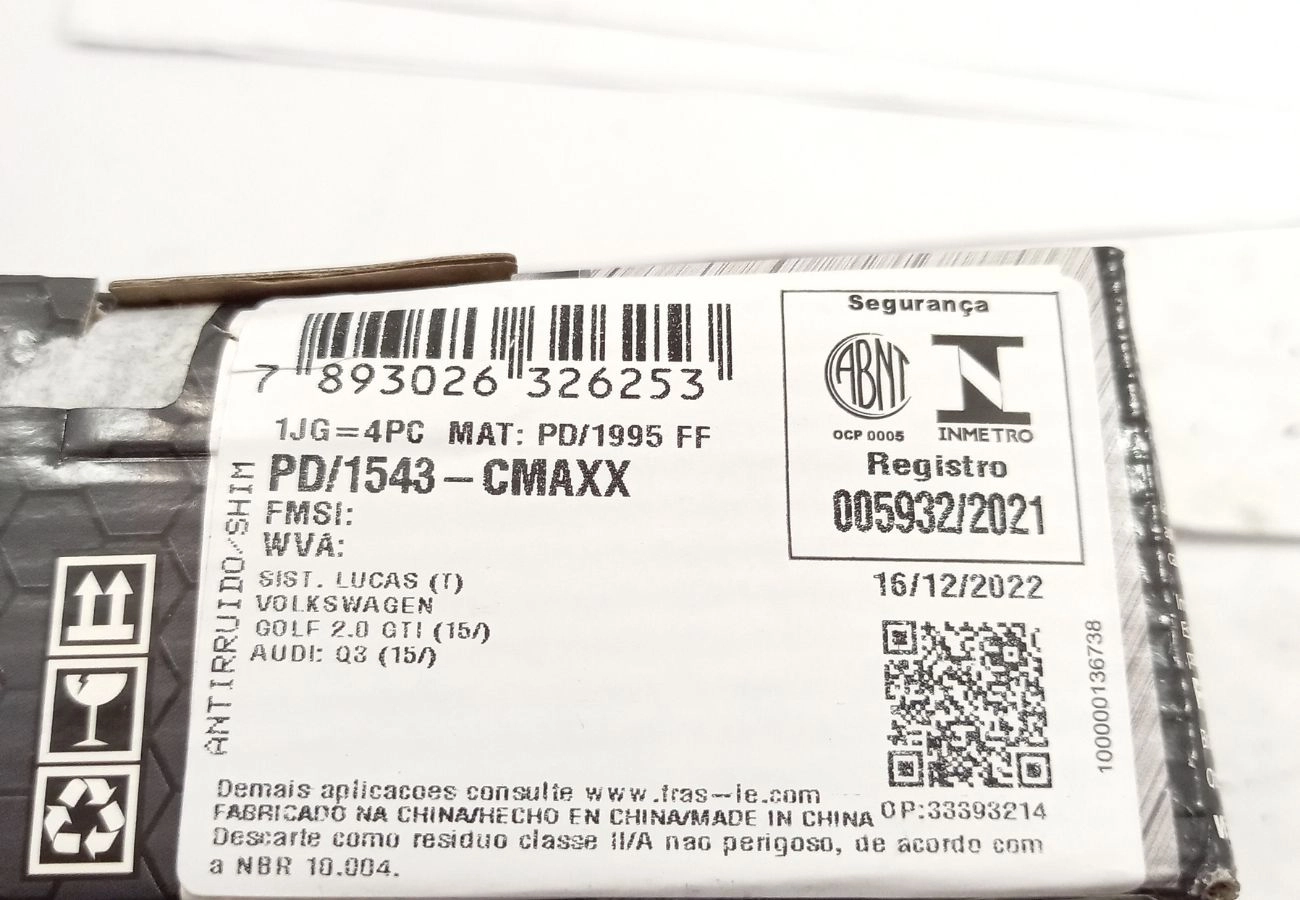 7 893026 326253
1JG=4PC MAT: PD/1995 FF
PD/1543-CMAXX
FMSI:
WVA:
SIST. LUCAS (T)
VOLKSWAGEN
GOLF 2.0 GTI (15/)
AUDI: Q3 (15/)
ANTIRRUIDO/SHIM
Segurança
ABNT
OCP 0005
INMETRO
Registro
005932/2021
16/12/2022
100000136738
Demais aplicacoes consulte www.fras-le.com
FABRICADO NA CHINA/HECHO EN CHINA/MADE IN CHINA OP:33393214
Descarte como residuo classe II/A nao perigoso, de acordo com
a NBR 10.004.